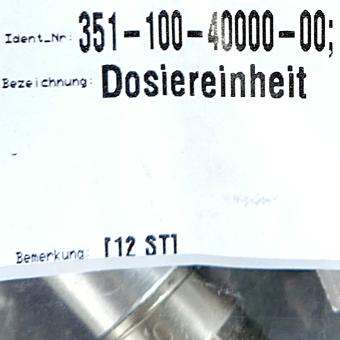 Ident_Nr: 351-100-40000-00;
Bezeichnung: Dosiereinheit
-
Bemerkung: [12 ST]